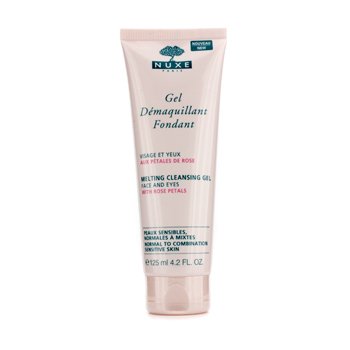 NOUVEAU
NEW
NUXE
PARIS
Gel
Démaquillant
Fondant
VISAGE ET YEUX
AUX PÉTALES DE ROSE
MELTING CLEANSING GEL
FACE AND EYES
WITH ROSE PETALS
PEAUX SENSIBLES,
NORMALES À MIXTES
NORMAL TO COMBINATION
SENSITIVE SKIN
℮125 ml 4.2 FL. OZ.